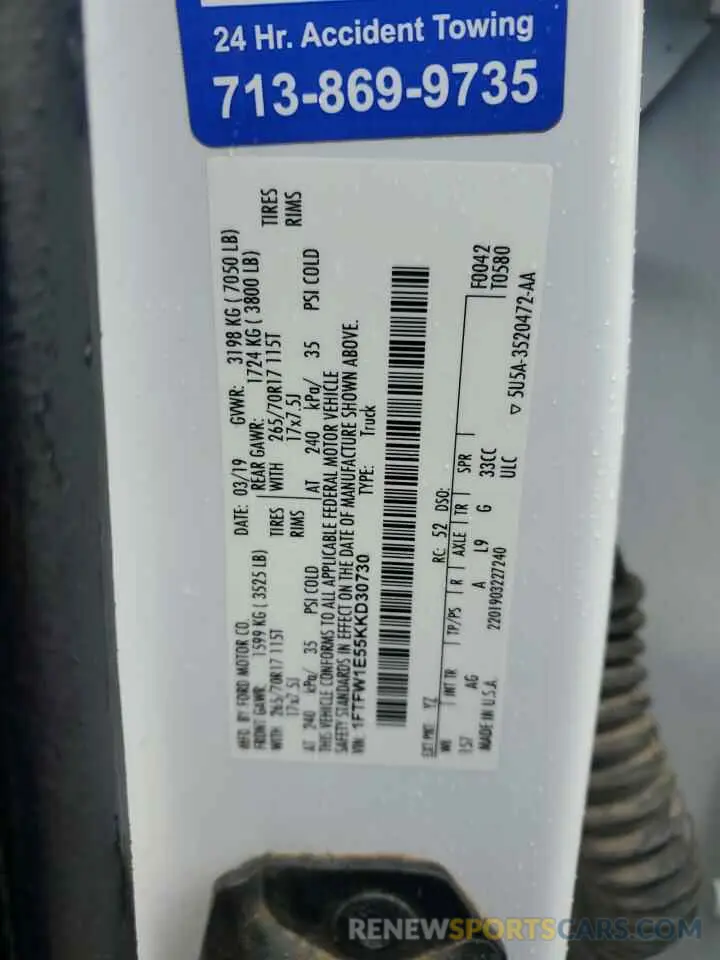 24 Hr. Accident Towing
713-869-9735
MFD. BY FORD MOTOR CO.
DATE: 03/19 GVWR: 3198 KG ( 7050 LB)
FRONT GAWR: 1599 KG ( 3525 LB)
REAR GAWR: 1724 KG ( 3800 LB)
WITH 265/70R17 115T TIRES
WITH 265/70R17 115T TIRES
17x7.5J RIMS
17x7.5J RIMS
AT 240 kPa/ 35 PSI COLD
AT 240 kPa/ 35 PSI COLD
THIS VEHICLE CONFORMS TO ALL APPLICABLE FEDERAL MOTOR VEHICLE
SAFETY STANDARDS IN EFFECT ON THE DATE OF MANUFACTURE SHOWN ABOVE.
VIN: 1FTFW1E55KKD30730
TYPE: Truck
EXT PNT: YZ RC: 52 DSO:
F0042
WB INT TR TP/PS R AXLE TR SPR
T0580
157 AG A L9 G 33CC
ULC
MADE IN U.S.A. 2201903227240
▽ 5U5A-3520472-AA
RENEWSPORTSCARS.COM